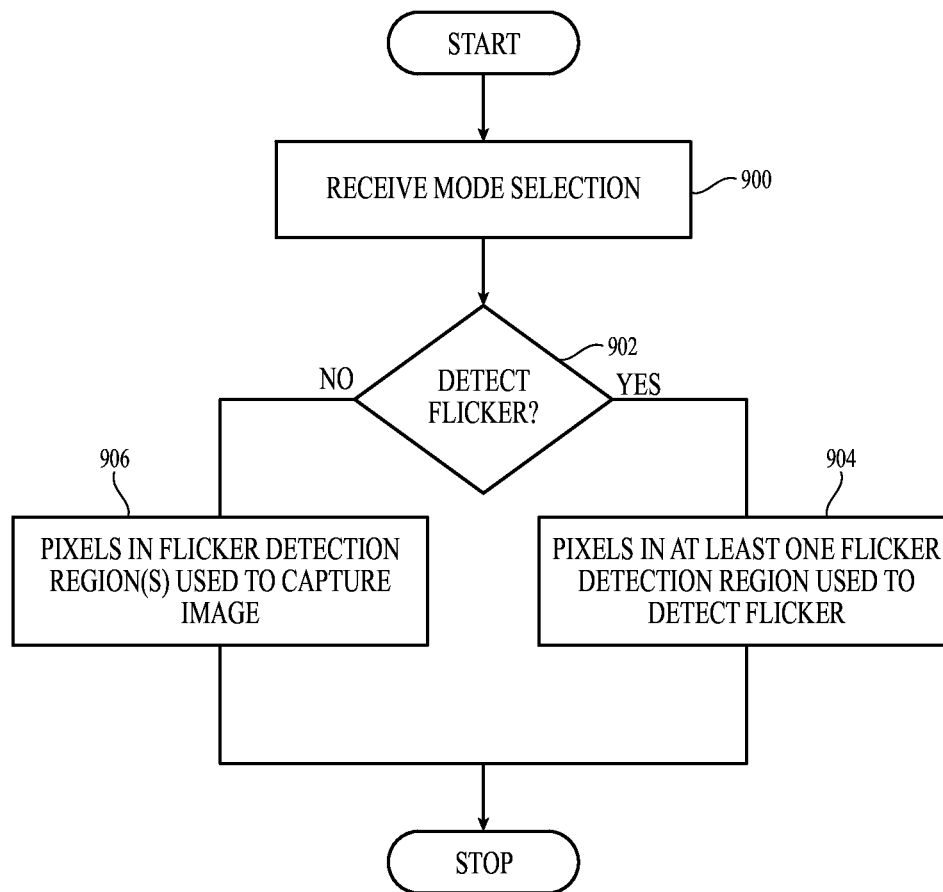 START
RECEIVE MODE SELECTION
900
902
NO
DETECT
FLICKER?
YES
906
904
PIXELS IN FLICKER DETECTION
REGION(S) USED TO CAPTURE
IMAGE
PIXELS IN AT LEAST ONE FLICKER
DETECTION REGION USED TO
DETECT FLICKER
STOP